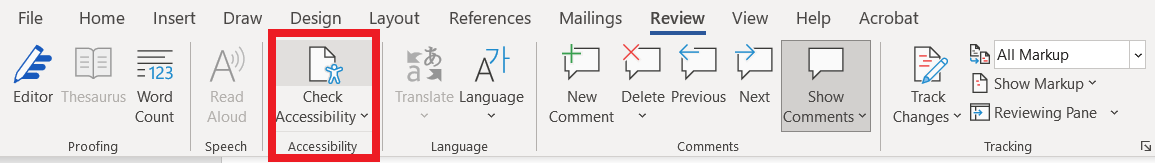 File Home Insert Draw Design Layout References Mailings Review View Help Acrobat
Editor
Thesaurus
Word
Count
Proofing
Read
Aloud
Speech
Check
Accessibility
Accessibility
Translate
Language
Language
New
Comment
Delete
Previous
Next
Show
Comments
Comments
Track
Changes
All Markup
Show Markup
Reviewing Pane
Tracking